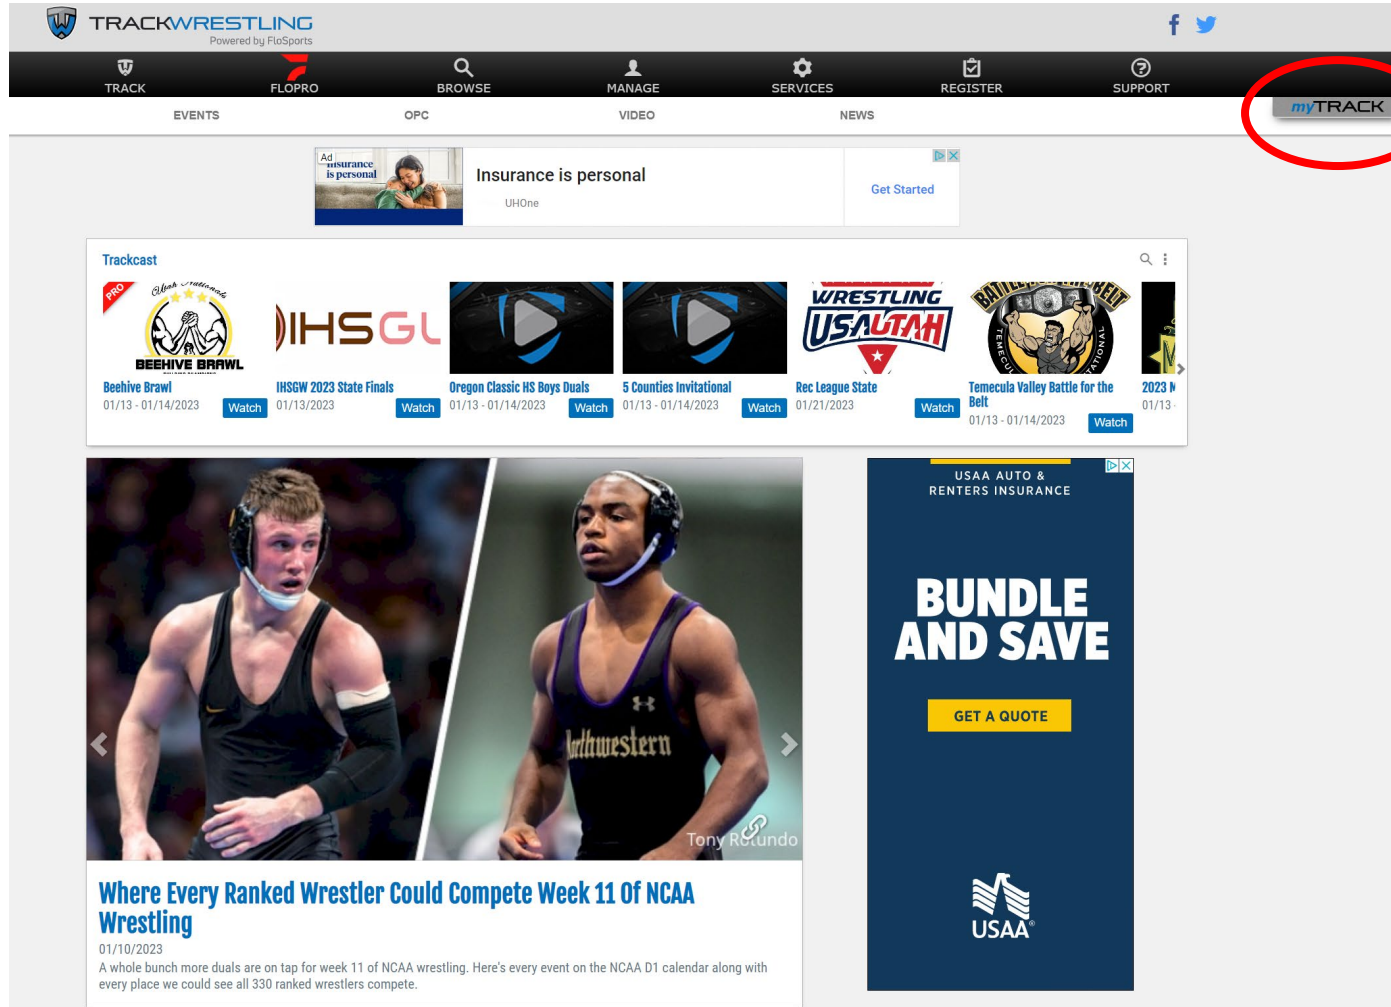 TRACKWRESTLING
Powered by FloSports
TRACK
FLOPRO
BROWSE
MANAGE
SERVICES
REGISTER
SUPPORT
EVENTS
OPC
VIDEO
NEWS
myTRACK
Ad
insurance
is personal
Insurance is personal
UHOne
Get Started
Trackcast
PRO
Utah Nationals
BEEHIVE BRAWL
IHSGW
WRESTLING
USAUTAH
BATTLE FOR THE BELT
Beehive Brawl
01/13 - 01/14/2023
Watch
IHSGW 2023 State Finals
01/13/2023
Watch
Oregon Classic HS Boys Duals
01/13 - 01/14/2023
Watch
5 Counties Invitational
01/13 - 01/14/2023
Watch
Rec League State
01/21/2023
Watch
Temecula Valley Battle for the
Belt
01/13 - 01/14/2023
Watch
2023
01/13 -
Northwestern
Tony Rotundo
Where Every Ranked Wrestler Could Compete Week 11 Of NCAA
Wrestling
01/10/2023
A whole bunch more duals are on tap for week 11 of NCAA wrestling. Here's every event on the NCAA D1 calendar along with
every place we could see all 330 ranked wrestlers compete.
USAA AUTO &
RENTERS INSURANCE
BUNDLE
AND SAVE
GET A QUOTE
USAA®